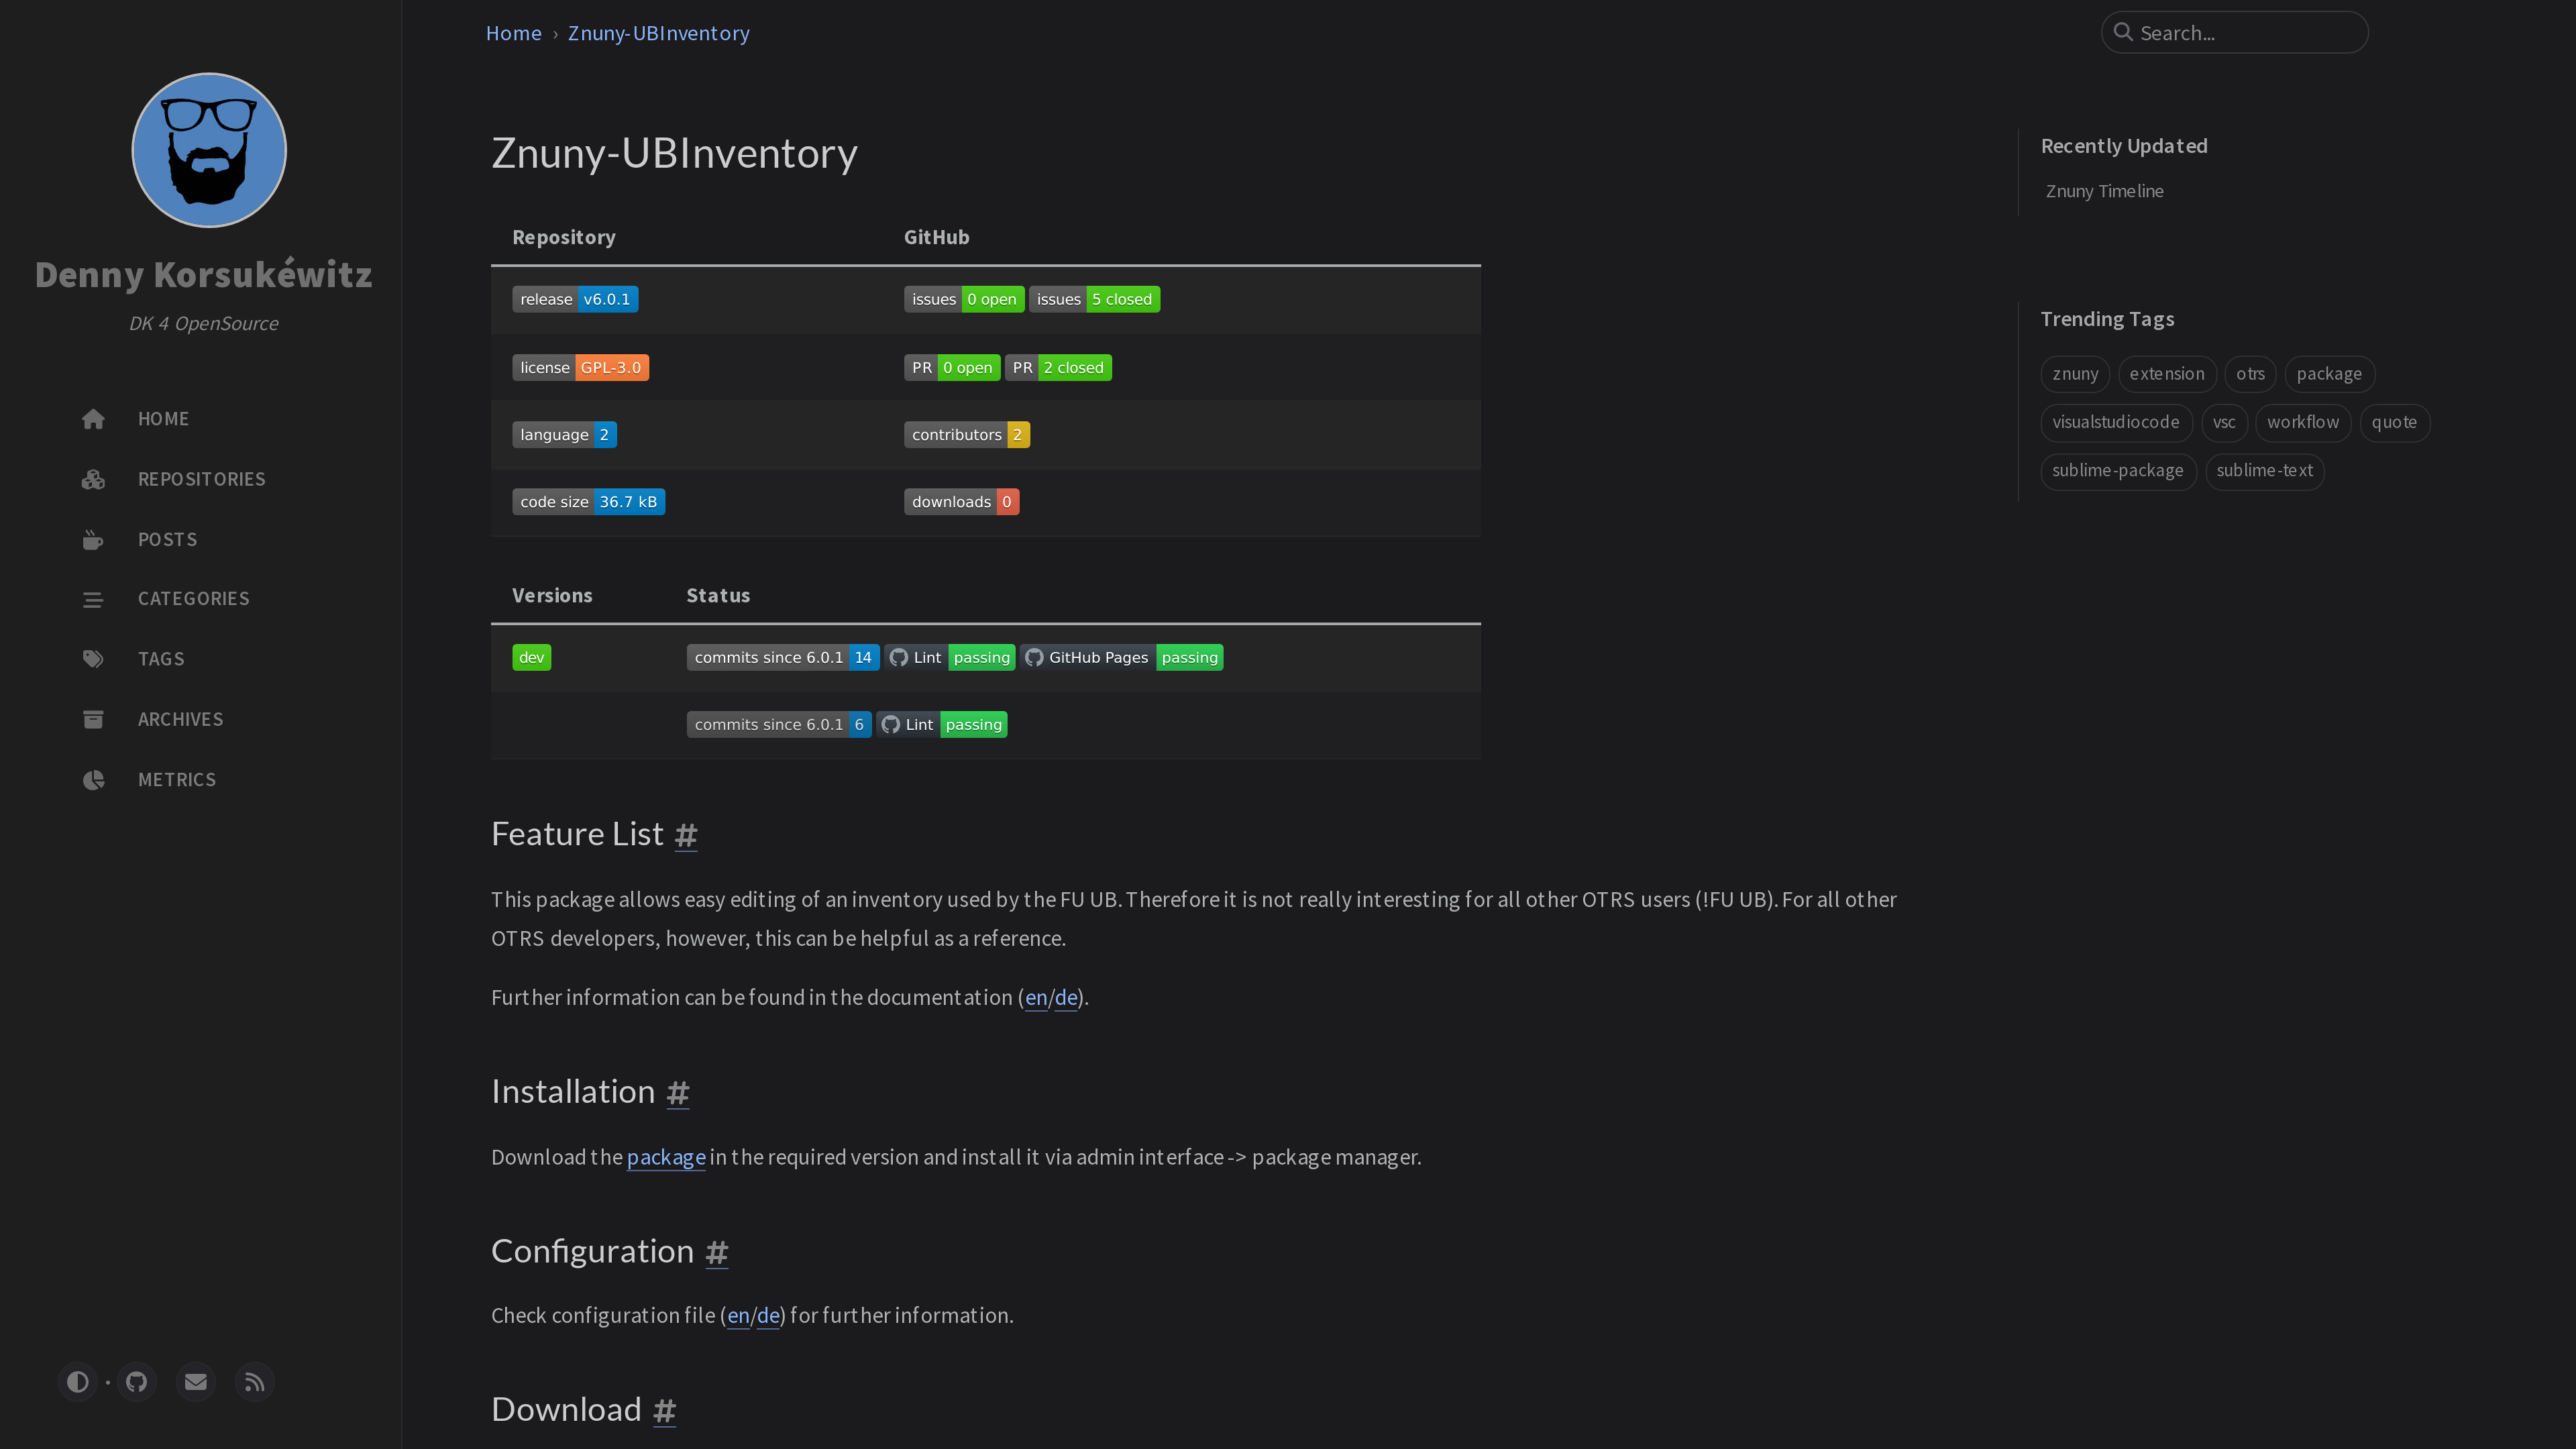 Denny Korsukéwitz
DK 4 OpenSource
HOME
REPOSITORIES
POSTS
CATEGORIES
TAGS
ARCHIVES
METRICS
Home › Znuny-UBInventory
Search...
Znuny-UBInventory
Repository GitHub
release v6.0.1 issues 0 open issues 5 closed
license GPL-3.0 PR 0 open PR 2 closed
language 2 contributors 2
code size 36.7 kB downloads 0
Versions Status
dev commits since 6.0.1 14 Lint passing GitHub Pages passing
commits since 6.0.1 6 Lint passing
Feature List #
This package allows easy editing of an inventory used by the FU UB. Therefore it is not really interesting for all other OTRS users (!FU UB). For all other
OTRS developers, however, this can be helpful as a reference.
Further information can be found in the documentation (en/de).
Installation #
Download the package in the required version and install it via admin interface -> package manager.
Configuration #
Check configuration file (en/de) for further information.
Download #
Recently Updated
Znuny Timeline
Trending Tags
znuny extension otrs package
visualstudiocode vsc workflow quote
sublime-package sublime-text